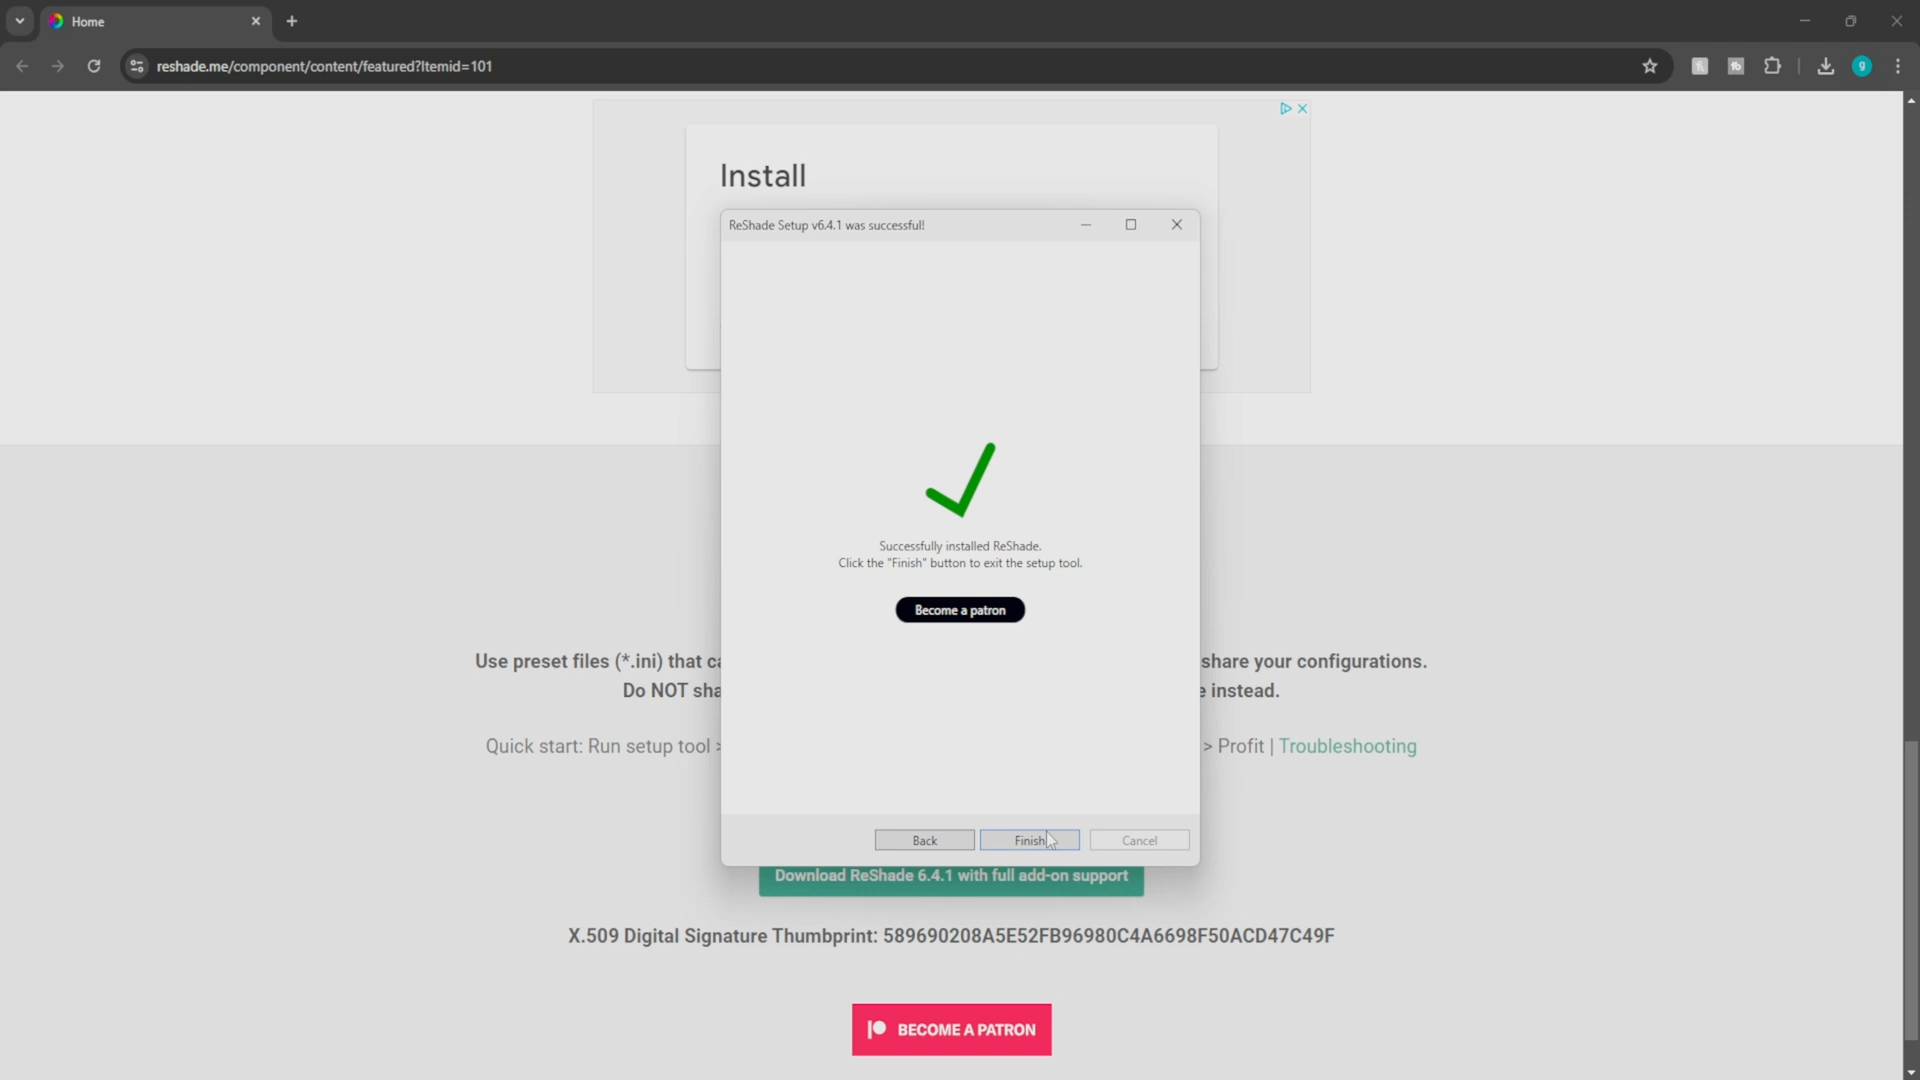 Home
reshade.me/component/content/featured?Itemid=101
g
Install
ReShade Setup v6.4.1 was successful!
Successfully installed ReShade.
Click the "Finish" button to exit the setup tool.
Become a patron
Use preset files (*.ini) that share your configurations.
Do NOT instead.
Quick start: Run setup tool > > Profit | Troubleshooting
Back Finish Cancel
Download ReShade 6.4.1 with full add-on support
X.509 Digital Signature Thumbprint: 589690208A5E52FB96980C4A6698F50ACD47C49F
BECOME A PATRON